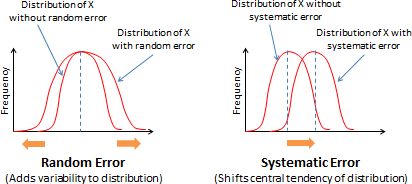 Distribution of X
without random error
Distribution of X
with random error
Frequency
Random Error
(Adds variability to distribution)
Distribution of X without
systematic error
Distribution of X with
systematic error
Frequency
Systematic Error
(Shifts central tendency of distribution)